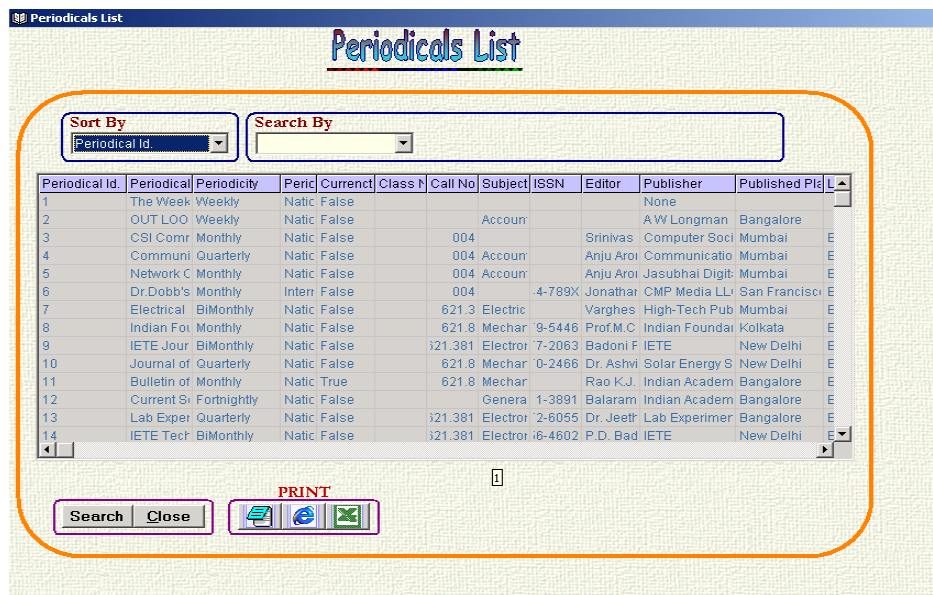 Periodicals List
Periodicals List
Sort By Search By
Periodical Id.
Periodical Id. Periodical Periodicity Peric Currenct Class N Call No Subject ISSN Editor Publisher Published Pla L
1 The Week Weekly Natic False None
2 OUT LOO Weekly Natic False Accoun A W Longman Bangalore
3 CSI Comr Monthly Natic False 004 Srinivas Computer Soci Mumbai E
4 Communi Quarterly Natic False 004 Accoun Anju Aroi Communicatio Mumbai E
5 Network C Monthly Natic False 004 Accoun Anju Aroi Jasubhai Digit Mumbai E
6 Dr.Dobb's Monthly Interr False 004 4-789X Jonathar CMP Media LL San Francisc E
7 Electrical BiMonthly Natic False 621.3 Electric Varghes High-Tech Pub Mumbai E
8 Indian Fou Monthly Natic False 621.8 Mechar 9-5446 Prof.M.C Indian Foundai Kolkata E
9 IETE Jour BiMonthly Natic False 621.381 Electror 7-2063 Badoni F IETE New Delhi E
10 Journal of Quarterly Natic False 621.8 Mechar 0-2466 Dr. Ashvi Solar Energy S New Delhi E
11 Bulletin of Monthly Natic True 621.8 Mechar Rao K.J. Indian Academ Bangalore E
12 Current Se Fortnightly Natic False Genera 1-3891 Balaram Indian Academ Bangalore E
13 Lab Exper Quarterly Natic False 621.381 Electror 2-6055 Dr. Jeeth Lab Experimer Bangalore E
14 IETE Tech BiMonthly Natic False 621.381 Electror 6-4602 P.D. Bad IETE New Delhi E
1
PRINT
Search Close